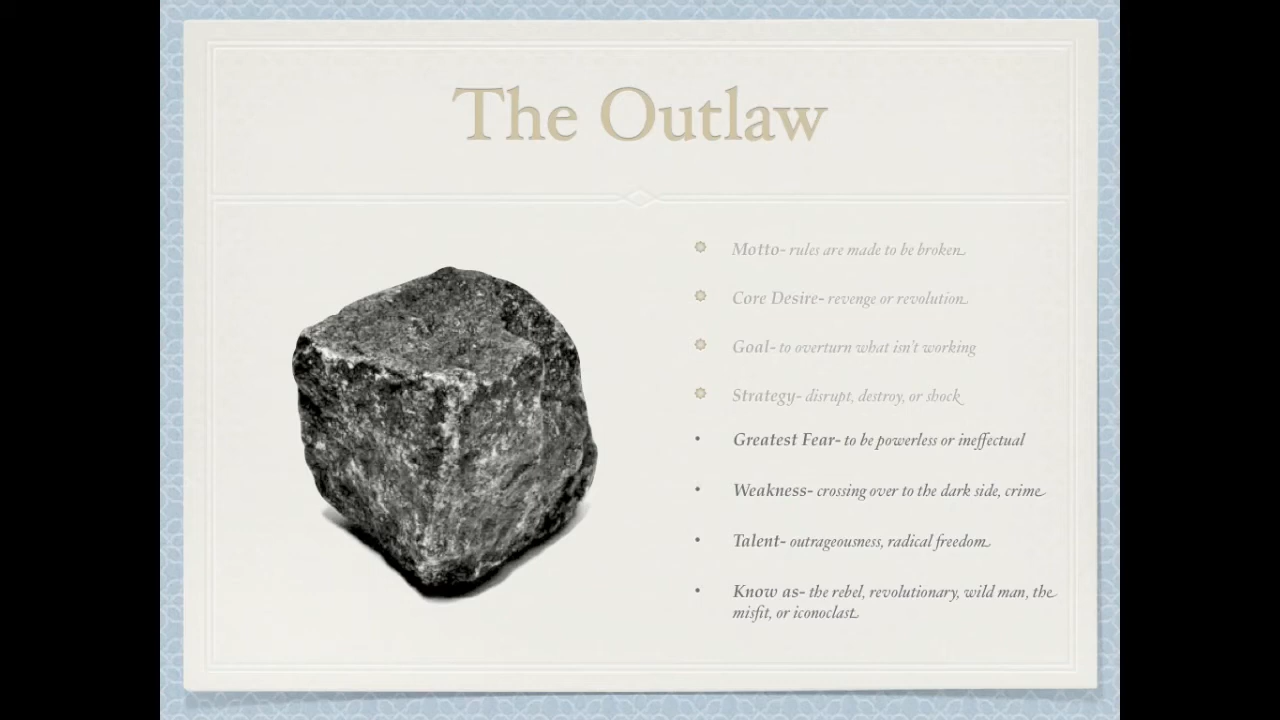 The Outlaw
Motto- rules are made to be broken
Core Desire- revenge or revolution
Goal- to overturn what isn't working
Strategy- disrupt, destroy, or shock
Greatest Fear- to be powerless or ineffectual
Weakness- crossing over to the dark side, crime
Talent- outrageousness, radical freedom
Know as- the rebel, revolutionary, wild man, the
misfit, or iconoclast